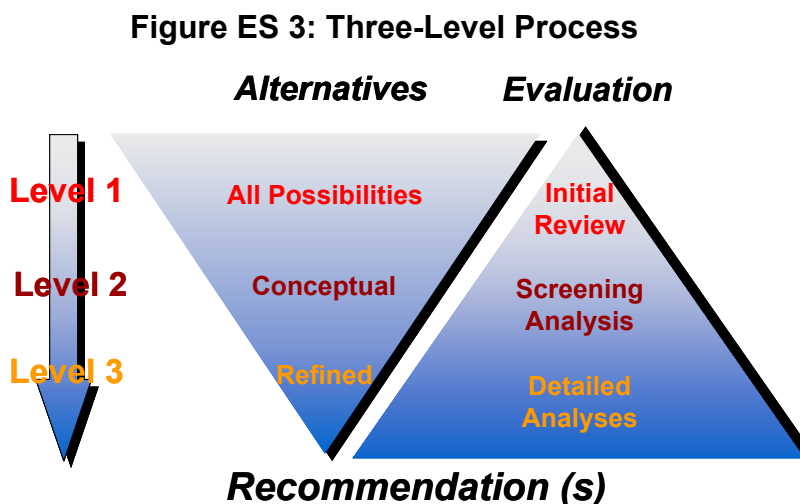 Figure ES 3: Three-Level Process
Alternatives
Evaluation
Level 1
All Possibilities
Initial
Review
Level 2
Conceptual
Screening
Analysis
Level 3
Refined
Detailed
Analyses
Recommendation (s)